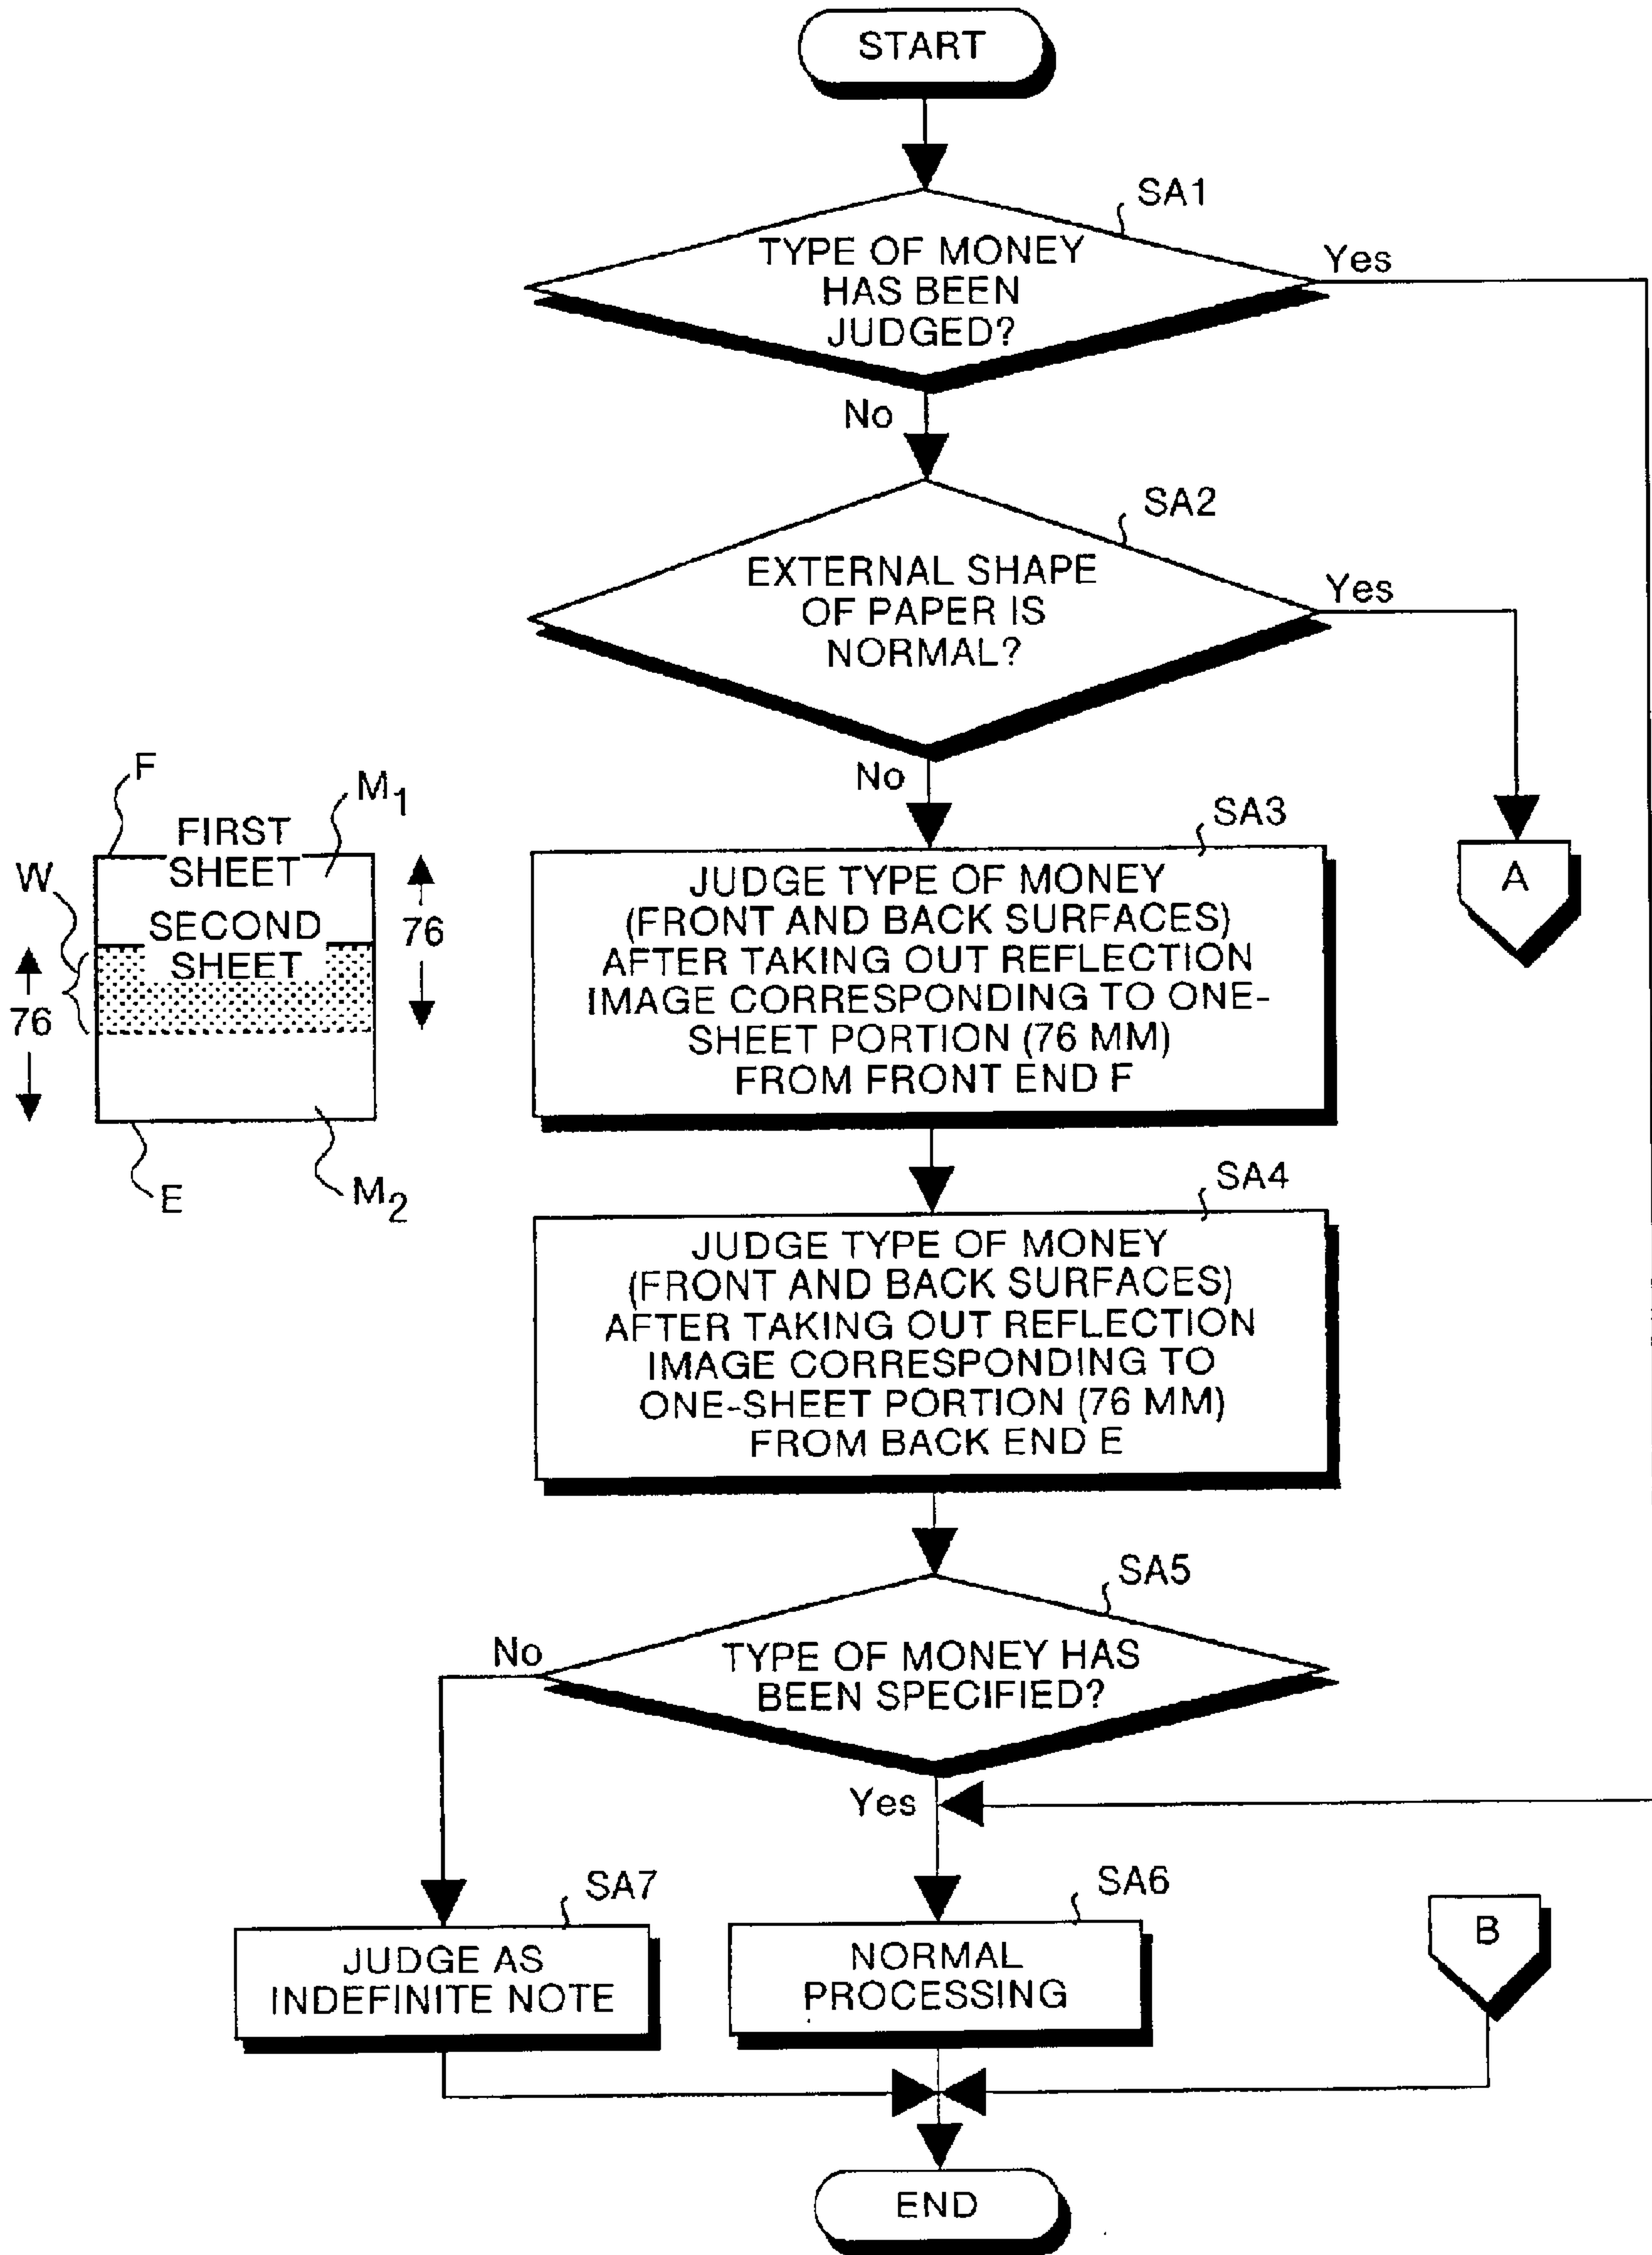 START
SA1
TYPE OF MONEY
HAS BEEN
JUDGED?
Yes
No
SA2
EXTERNAL SHAPE
OF PAPER IS
NORMAL?
Yes
No
A
F
M1
FIRST
SHEET
W
SECOND
SHEET
76
76
E
M2
SA3
JUDGE TYPE OF MONEY
(FRONT AND BACK SURFACES)
AFTER TAKING OUT REFLECTION
IMAGE CORRESPONDING TO ONE-
SHEET PORTION (76 MM)
FROM FRONT END F
SA4
JUDGE TYPE OF MONEY
(FRONT AND BACK SURFACES)
AFTER TAKING OUT REFLECTION
IMAGE CORRESPONDING TO
ONE-SHEET PORTION (76 MM)
FROM BACK END E
SA5
TYPE OF MONEY HAS
BEEN SPECIFIED?
No
Yes
SA7
JUDGE AS
INDEFINITE NOTE
SA6
NORMAL
PROCESSING
B
END